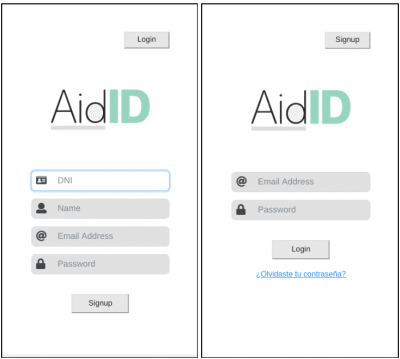 Login
AidID
DNI
Name
Email Address
Password
Signup
Signup
AidID
Email Address
Password
Login
¿Olvidaste tu contraseña?